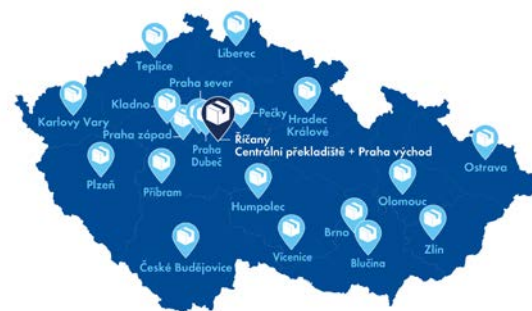 Liberec
Teplice
Praha sever
Kladno
Pečky
Karlovy Vary
Hradec
Králové
Praha západ
Praha
Dubeč
Říčany
Centrální překladiště + Praha východ
Ostrava
Plzeň
Příbram
Humpolec
Olomouc
Brno
Zlín
České Budějovice
Vícenice
Blučina